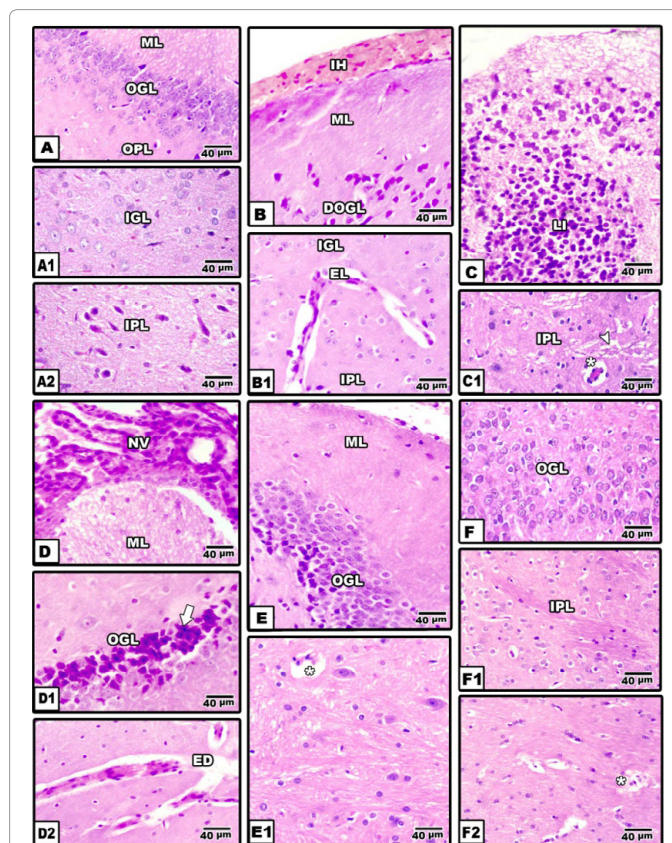 ML
OGL
OPL
A
40 µm
IGL
A1
40 µm
IPL
A2
40 µm
IH
ML
DOGL
B
40 µm
IGL
EL
IPL
B1
40 µm
LI
C
40 µm
IPL
*
C1
40 µm
NV
ML
D
40 µm
OGL
D1
40 µm
ED
D2
40 µm
ML
OGL
E
40 µm
*
E1
40 µm
OGL
F
40 µm
IPL
F1
40 µm
*
F2
40 µm